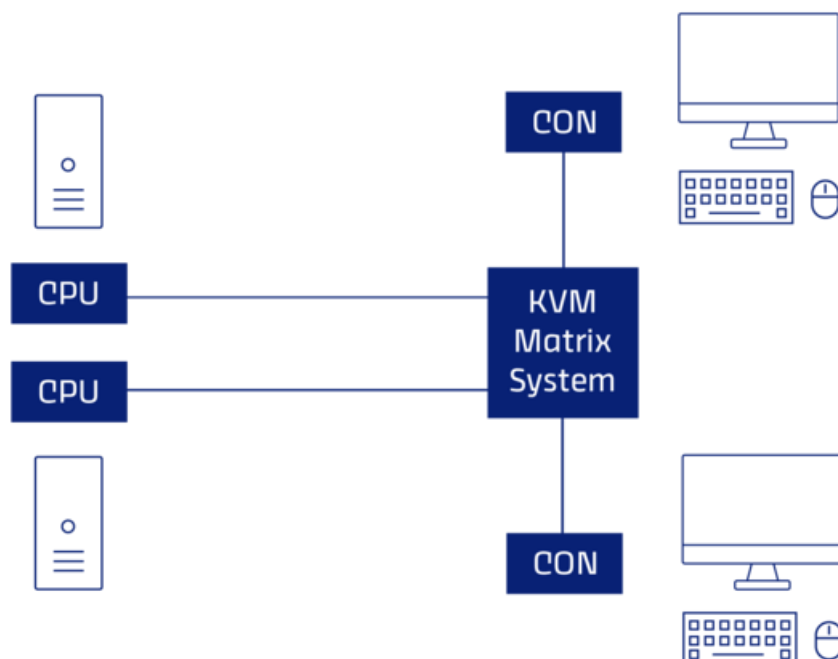 CON
CPU
KVM
Matrix
System
CPU
CON